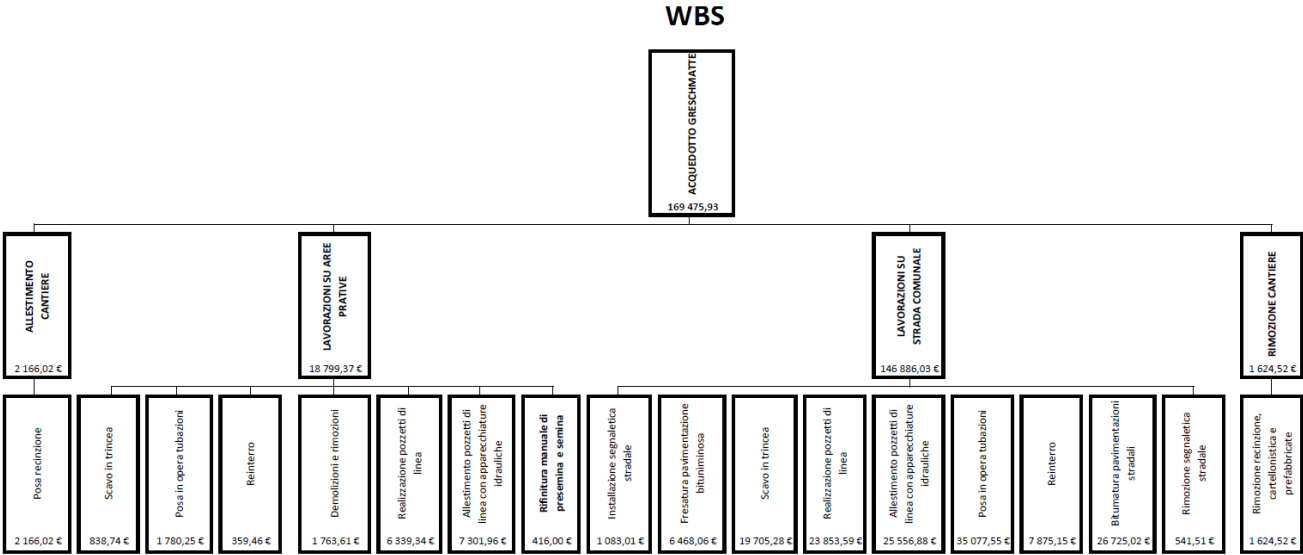 WBS
ACQUEDOTTO GRESCHMATTE
169 475,93
ALLESTIMENTO
CANTIERE
2 166,02 €
LAVORAZIONI SU AREE
PRATIVE
18 799,37 €
LAVORAZIONI SU
STRADA COMUNALE
146 886,03 €
RIMOZIONE CANTIERE
1 624,52 €
Posa recinzione
2 166,02 €
Scavo in trincea
838,74 €
Posa in opera tubazioni
1 780,25 €
Reinterro
359,46 €
Demolizioni e rimozioni
1 763,61 €
Realizzazione pozzetti di
linea
6 339,34 €
Allestimento pozzetti di
linea con apparecchiature
idrauliche
7 301,96 €
Rifinitura manuale di
presemina e semina
416,00 €
Installazione segnaletica
stradale
1 083,01 €
Fresatura pavimentazione
bituniminosa
6 468,06 €
Scavo in trincea
19 705,28 €
Realizzazione pozzetti di
linea
23 853,59 €
Allestimento pozzetti di
linea con apparecchiature
idrauliche
25 556,88 €
Posa in opera tubazioni
35 077,55 €
Reinterro
7 875,15 €
Bitumatura pavimentazioni
stradali
26 725,02 €
Rimozione segnaletica
stradale
541,51 €
Rimozione recinzione,
cartellonistica e
prefabbricate
1 624,52 €